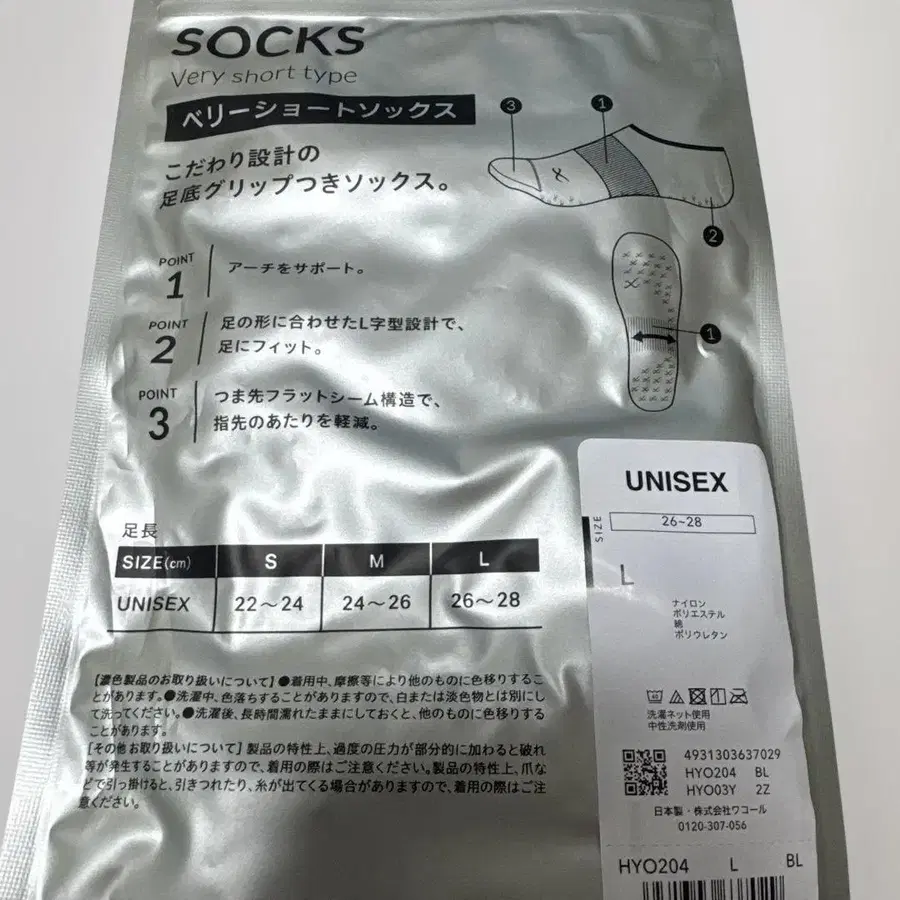 SOCKS
Very short type
ベリーショートソックス
こだわり設計の
足底グリップつきソックス。
3
1
2
1
POINT
1
アーチをサポート。
POINT
2
足の形に合わせたL字型設計で、
足にフィット。
POINT
3
つま先フラットシーム構造で、
指先のあたりを軽減。
足長
SIZE(cm) S M L
UNISEX 22～24 24～26 26～28
【濃色製品のお取り扱いについて】●着用中、摩擦等により他のものに色移りするこ
とがあります。●洗濯中、色落ちすることがありますので、白または淡色物とは別にし
て洗ってください。●洗濯後、長時間濡れたままにしておくと、他のものに色移りする
ことがあります。
【その他お取り扱いについて】製品の特性上、過度の圧力が部分的に加わると破れ
等が発生することがありますので、着用の際はご注意ください。製品の特性上、爪な
どで引っ掛けると、引きつれたり、糸が出てくる場合がありますので、着用の際はご注
意ください。
UNISEX
SIZE
26~28
L
ナイロン
ポリエステル
綿
ポリウレタン
洗濯ネット使用
中性洗剤使用
4931303637029
HYO204 BL
HYO03Y 2Z
日本製・株式会社ワコール
0120-307-056
HYO204 L BL